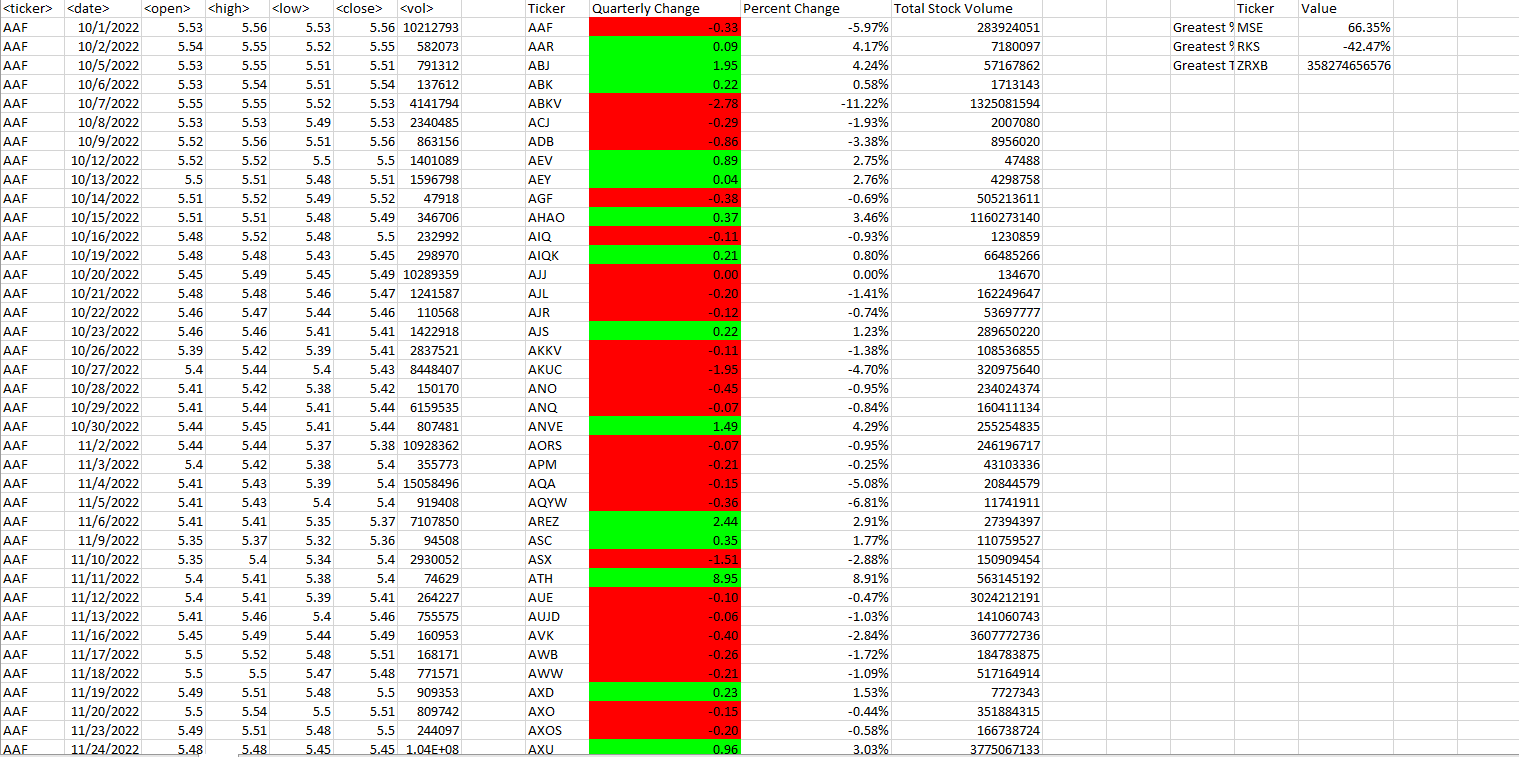 <ticker> <date> <open> <high> <low> <close> <vol> Ticker Quarterly Change Percent Change Total Stock Volume Ticker Value
AAF 10/1/2022 5.53 5.56 5.53 5.56 10212793 AAF -0.33 -5.97% 283924051 Greatest % MSE 66.35%
AAF 10/2/2022 5.54 5.55 5.52 5.55 582073 AAR 0.09 4.17% 7180097 Greatest % RKS -42.47%
AAF 10/5/2022 5.53 5.55 5.51 5.51 791312 ABJ 1.95 4.24% 57167862 Greatest T ZRXB 358274656576
AAF 10/6/2022 5.53 5.54 5.51 5.54 137612 ABK 0.22 0.58% 1713143
AAF 10/7/2022 5.55 5.55 5.52 5.53 4141794 ABKV -2.78 -11.22% 1325081594
AAF 10/8/2022 5.53 5.53 5.49 5.53 2340485 ACJ -0.29 -1.93% 2007080
AAF 10/9/2022 5.52 5.56 5.51 5.56 863156 ADB -0.86 -3.38% 8956020
AAF 10/12/2022 5.52 5.52 5.5 5.5 1401089 AEV 0.89 2.75% 47488
AAF 10/13/2022 5.5 5.51 5.48 5.51 1596798 AEY 0.04 2.76% 4298758
AAF 10/14/2022 5.51 5.52 5.49 5.52 47918 AGF -0.38 -0.69% 505213611
AAF 10/15/2022 5.51 5.51 5.48 5.49 346706 AHAO 0.37 3.46% 1160273140
AAF 10/16/2022 5.48 5.52 5.48 5.5 232992 AIQ -0.11 -0.93% 1230859
AAF 10/19/2022 5.48 5.48 5.43 5.45 298970 AIQK 0.21 0.80% 66485266
AAF 10/20/2022 5.45 5.49 5.45 5.49 10289359 AJJ 0.00 0.00% 134670
AAF 10/21/2022 5.48 5.48 5.46 5.47 1241587 AJL -0.20 -1.41% 162249647
AAF 10/22/2022 5.46 5.47 5.44 5.46 110568 AJR -0.12 -0.74% 53697777
AAF 10/23/2022 5.46 5.46 5.41 5.41 1422918 AJS 0.22 1.23% 289650220
AAF 10/26/2022 5.39 5.42 5.39 5.41 2837521 AKKV -0.11 -1.38% 108536855
AAF 10/27/2022 5.4 5.44 5.4 5.43 8448407 AKUC -1.95 -4.70% 320975640
AAF 10/28/2022 5.41 5.42 5.38 5.42 150170 ANO -0.45 -0.95% 234024374
AAF 10/29/2022 5.41 5.44 5.41 5.44 6159535 ANQ -0.07 -0.84% 160411134
AAF 10/30/2022 5.44 5.45 5.41 5.44 807481 ANVE 1.49 4.29% 255254835
AAF 11/2/2022 5.44 5.44 5.37 5.38 10928362 AORS -0.07 -0.95% 246196717
AAF 11/3/2022 5.4 5.42 5.38 5.4 355773 APM -0.21 -0.25% 43103336
AAF 11/4/2022 5.41 5.43 5.39 5.4 15058496 AQA -0.15 -5.08% 20844579
AAF 11/5/2022 5.41 5.43 5.4 5.4 919408 AQYW -0.36 -6.81% 11741911
AAF 11/6/2022 5.41 5.41 5.35 5.37 7107850 AREZ 2.44 2.91% 27394397
AAF 11/9/2022 5.35 5.37 5.32 5.36 94508 ASC 0.35 1.77% 110759527
AAF 11/10/2022 5.35 5.4 5.34 5.4 2930052 ASX -1.51 -2.88% 150909454
AAF 11/11/2022 5.4 5.41 5.38 5.4 74629 ATH 8.95 8.91% 563145192
AAF 11/12/2022 5.4 5.41 5.39 5.41 264227 AUE -0.10 -0.47% 3024212191
AAF 11/13/2022 5.41 5.46 5.4 5.46 755575 AUJD -0.06 -1.03% 141060743
AAF 11/16/2022 5.45 5.49 5.44 5.49 160953 AVK -0.40 -2.84% 3607772736
AAF 11/17/2022 5.5 5.52 5.48 5.51 168171 AWB -0.26 -1.72% 184783875
AAF 11/18/2022 5.5 5.5 5.47 5.48 771571 AWW -0.21 -1.09% 517164914
AAF 11/19/2022 5.49 5.51 5.48 5.5 909353 AXD 0.23 1.53% 7727343
AAF 11/20/2022 5.5 5.54 5.5 5.51 809742 AXO -0.15 -0.44% 351884315
AAF 11/23/2022 5.49 5.51 5.48 5.5 244097 AXOS -0.20 -0.58% 166738724
AAF 11/24/2022 5.48 5.48 5.45 5.45 1.04E+08 AXU 0.96 3.03% 3775067133